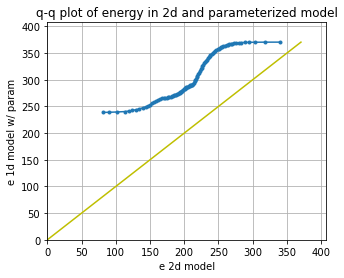 q-q plot of energy in 2d and parameterized model
e 1d model w/ param
400
350
300
250
200
150
100
50
0
0 50 100 150 200 250 300 350 400
e 2d model